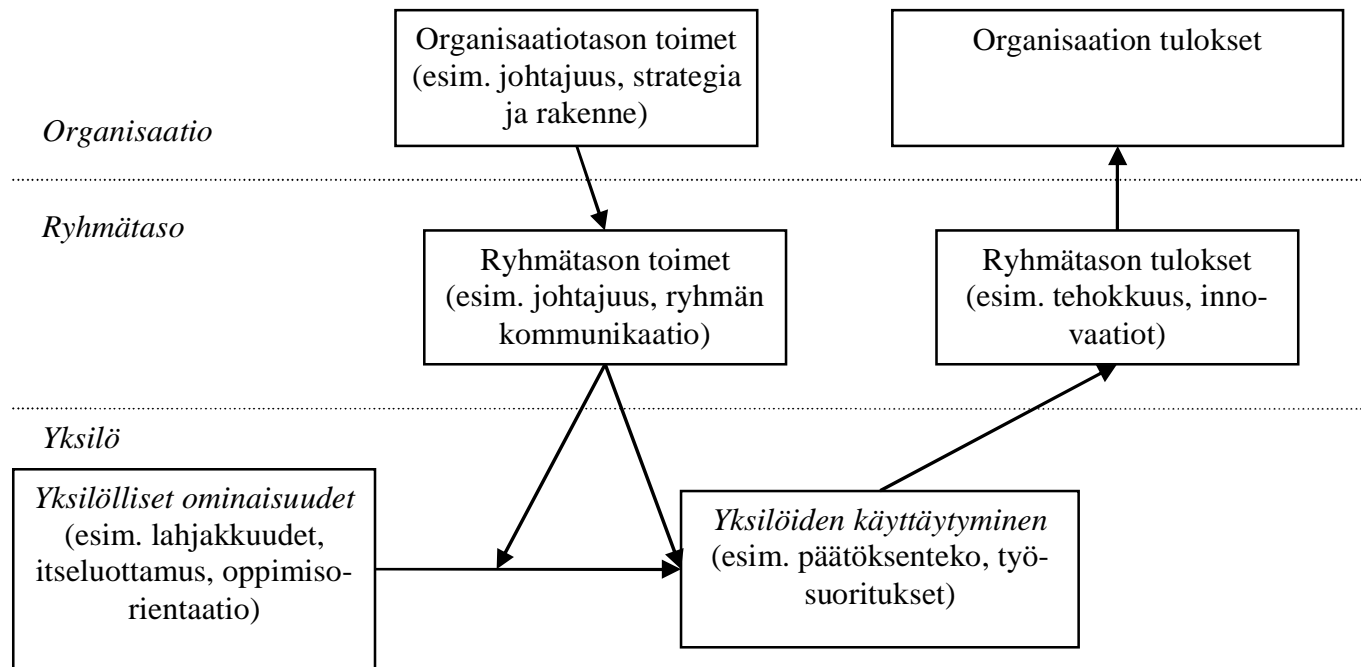 Organisaatiotason toimet
(esim. johtajuus, strategia
ja rakenne)
Organisaation tulokset
Organisaatio
Ryhmätaso
Ryhmätason toimet
(esim. johtajuus, ryhmän
kommunikaatio)
Ryhmätason tulokset
(esim. tehokkuus, inno-
vaatiot)
Yksilö
Yksilölliset ominaisuudet
(esim. lahjakkuudet,
itseluottamus, oppimiso-
rientaatio)
Yksilöiden käyttäytyminen
(esim. päätöksenteko, työ-
suoritukset)